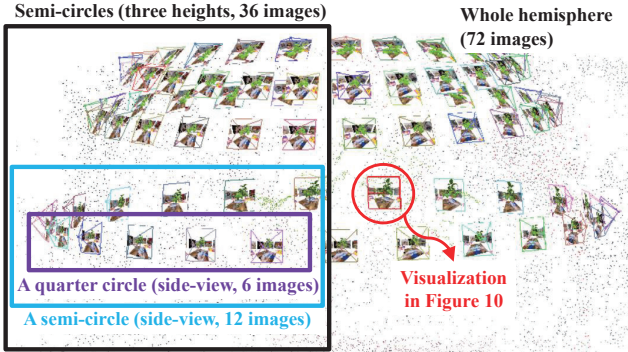 Semi-circles (three heights, 36 images)
Whole hemisphere
(72 images)
Visualization
in Figure 10
A quarter circle (side-view, 6 images)
A semi-circle (side-view, 12 images)